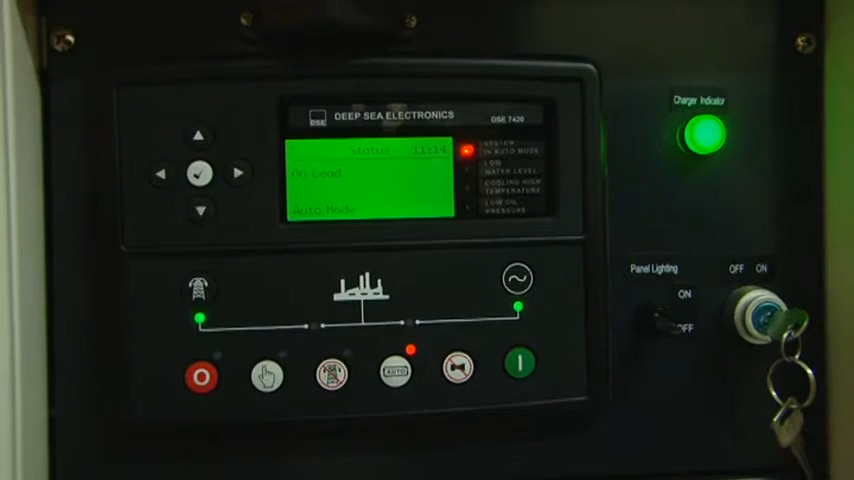 DSE DEEP SEA ELECTRONICS DSE 7420
Status 11:14
On Load
Auto Mode
SYSTEM
IN AUTO MODE
LOW
WATER LEVEL
COOLING HIGH
TEMPERATURE
LOW OIL
PRESSURE
Charger Indicator
Panel Lighting
ON
OFF
OFF ON
AUTO